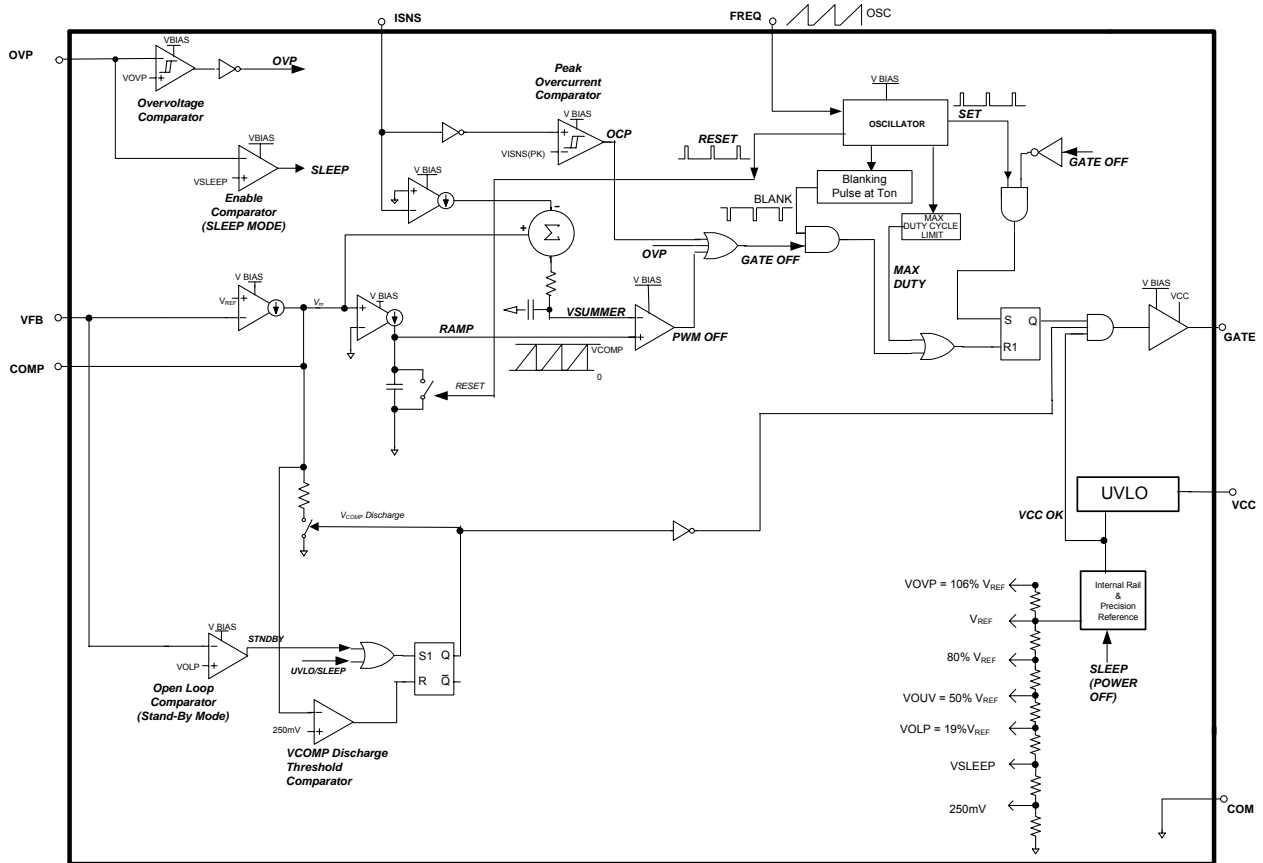 ISNS
FREQ
OSC
OVP
VBIAS
VOVP
OVP
Overvoltage
Comparator
VBIAS
VSLEEP
SLEEP
Enable
Comparator
(SLEEP MODE)
Peak
Overcurrent
Comparator
V BIAS
OCP
VISNS(PK)
V BIAS
OSCILLATOR
SET
RESET
GATE OFF
Blanking
Pulse at Ton
BLANK
MAX
DUTY CYCLE
LIMIT
V BIAS
Σ
OVP
GATE OFF
MAX
DUTY
VFB
V BIAS
VREF
Vm
V BIAS
RAMP
VSUMMER
V BIAS
PWM OFF
VCOMP
0
S
Q
R1
V BIAS
VCC
GATE
COMP
RESET
VCOMP Discharge
UVLO
VCC
VCC OK
Internal Rail
&
Precision
Reference
SLEEP
(POWER
OFF)
VOVP = 106% VREF
VREF
80% VREF
VOUV = 50% VREF
VOLP = 19%VREF
VSLEEP
250mV
COM
V BIAS
VOLP
STNDBY
UVLO/SLEEP
S1 Q
R Q̅
Open Loop
Comparator
(Stand-By Mode)
250mV
VCOMP Discharge
Threshold
Comparator